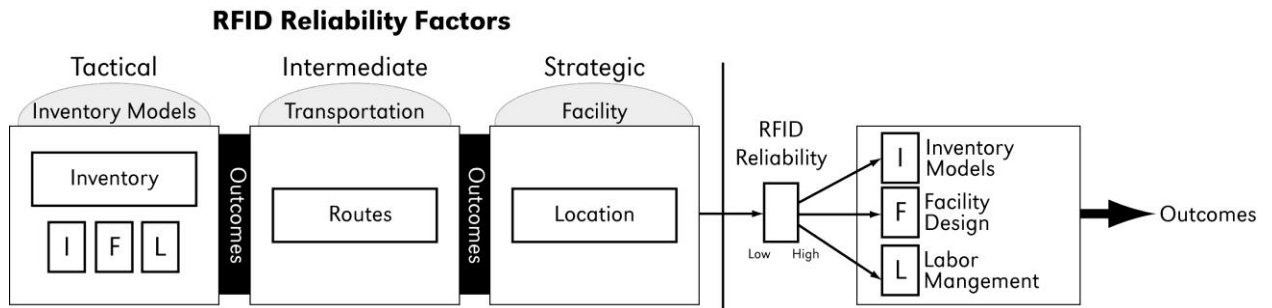 RFID Reliability Factors
Tactical
Intermediate
Strategic
Inventory Models
Transportation
Facility
Inventory
I F L
Outcomes
Routes
Outcomes
Location
RFID
Reliability
Low High
I
Inventory
Models
F
Facility
Design
L
Labor
Mangement
Outcomes